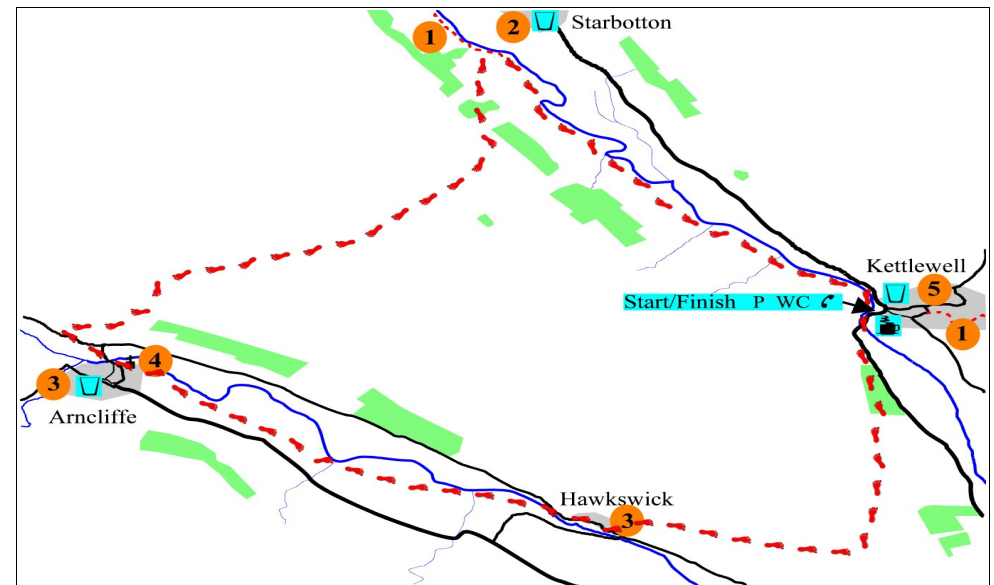 1
2
Starbotton
Kettlewell
5
Start/Finish P WC
1
4
3
Arncliffe
Hawkswick
3